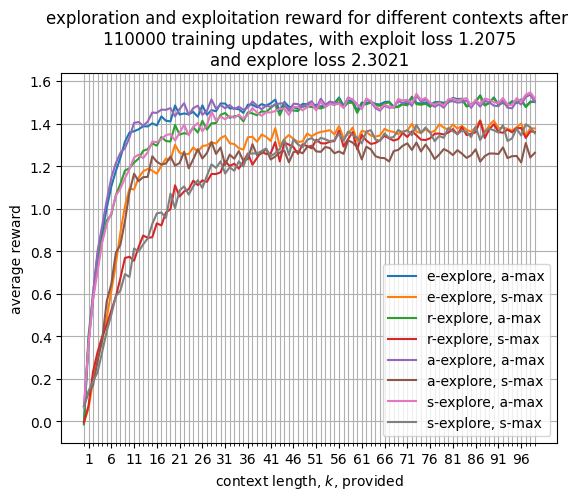 exploration and exploitation reward for different contexts after
110000 training updates, with exploit loss 1.2075
and explore loss 2.3021
1.6
1.4
1.2
1.0
0.8
0.6
0.4
0.2
0.0
average reward
e-explore, a-max
e-explore, s-max
r-explore, a-max
r-explore, s-max
a-explore, a-max
a-explore, s-max
s-explore, a-max
s-explore, s-max
1 6 11 16 21 26 31 36 41 46 51 56 61 66 71 76 81 86 91 96
context length, k, provided